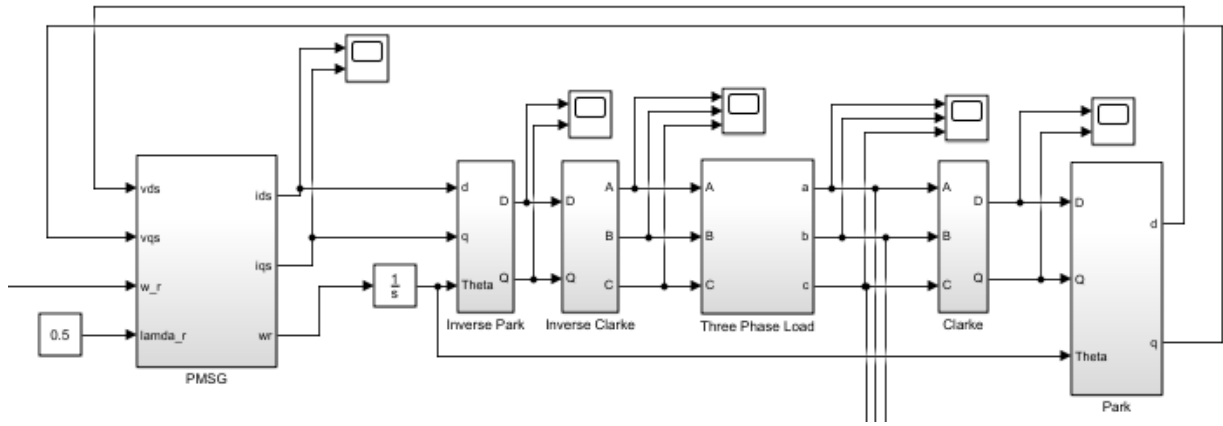 vds
vqs
w_r
lamda_r
ids
iqs
wr
PMSG
0.5
1
s
d
q
Theta
D
Q
Inverse Park
D
Q
A
B
C
Inverse Clarke
A
B
C
a
b
c
Three Phase Load
A
B
C
D
Q
Clarke
D
Q
Theta
d
q
Park